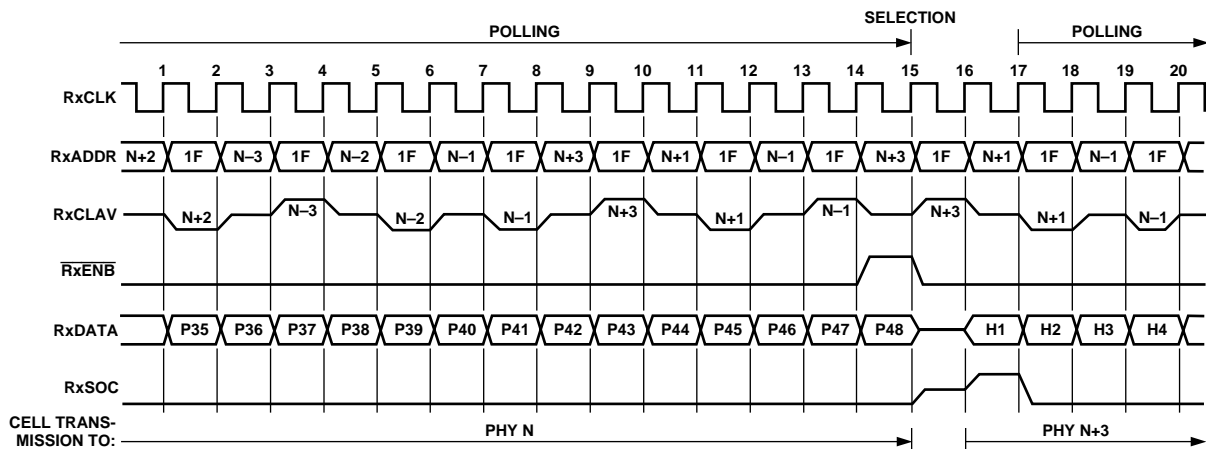 SELECTION
POLLING POLLING
1 2 3 4 5 6 7 8 9 10 11 12 13 14 15 16 17 18 19 20
RxCLK
RxADDR N+2 1F N–3 1F N–2 1F N–1 1F N+3 1F N+1 1F N–1 1F N+3 1F N+1 1F N–1 1F
RxCLAV N+2 N–3 N–2 N–1 N+3 N+1 N–1 N+3 N+1 N–1
RxENB
RxDATA P35 P36 P37 P38 P39 P40 P41 P42 P43 P44 P45 P46 P47 P48 H1 H2 H3 H4
RxSOC
CELL TRANS-
MISSION TO: PHY N PHY N+3